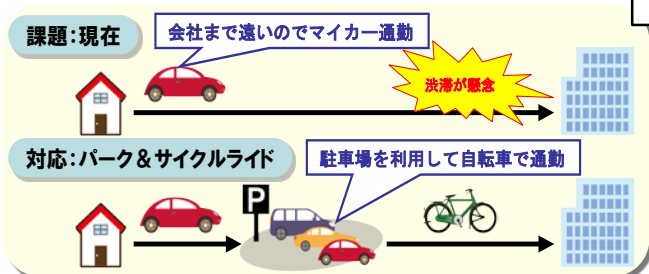 課題：現在
会社まで遠いのでマイカー通勤
渋滞が懸念
対応：パーク＆サイクルライド
駐車場を利用して自転車で通勤
P